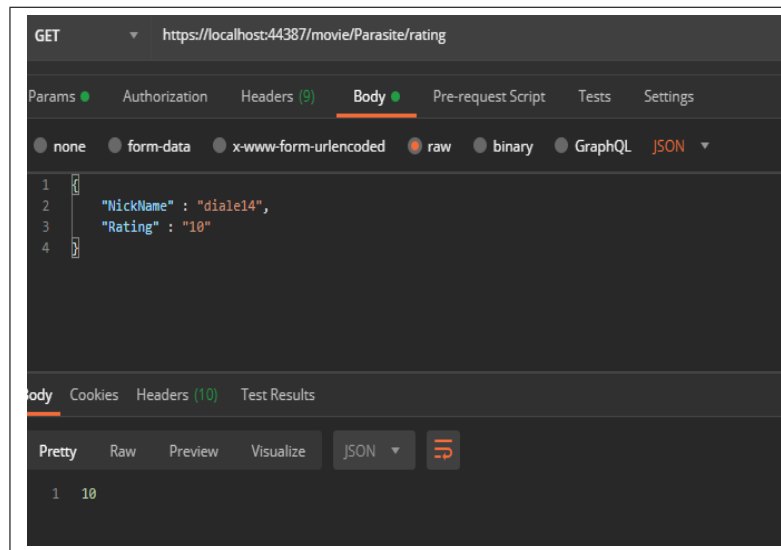 GET https://localhost:44387/movie/Parasite/rating
Params Authorization Headers (9) Body Pre-request Script Tests Settings
none form-data x-www-form-urlencoded raw binary GraphQL JSON
1 {
2 "NickName" : "diale14",
3 "Rating" : "10"
4 }
Body Cookies Headers (10) Test Results
Pretty Raw Preview Visualize JSON
1 10